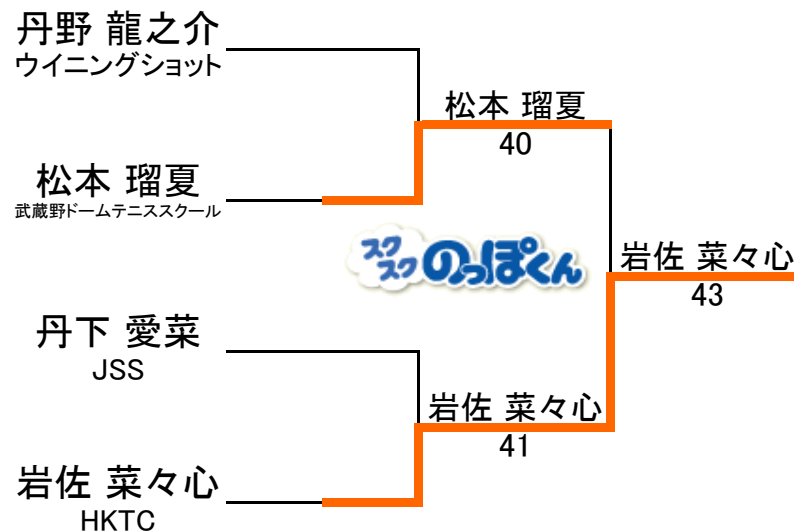 丹野 龍之介
ウイニングショット
松本 瑠夏
40
松本 瑠夏
武蔵野ドームテニススクール
スクスク のっぽくん
岩佐 菜々心
43
丹下 愛菜
JSS
岩佐 菜々心
41
岩佐 菜々心
HKTC